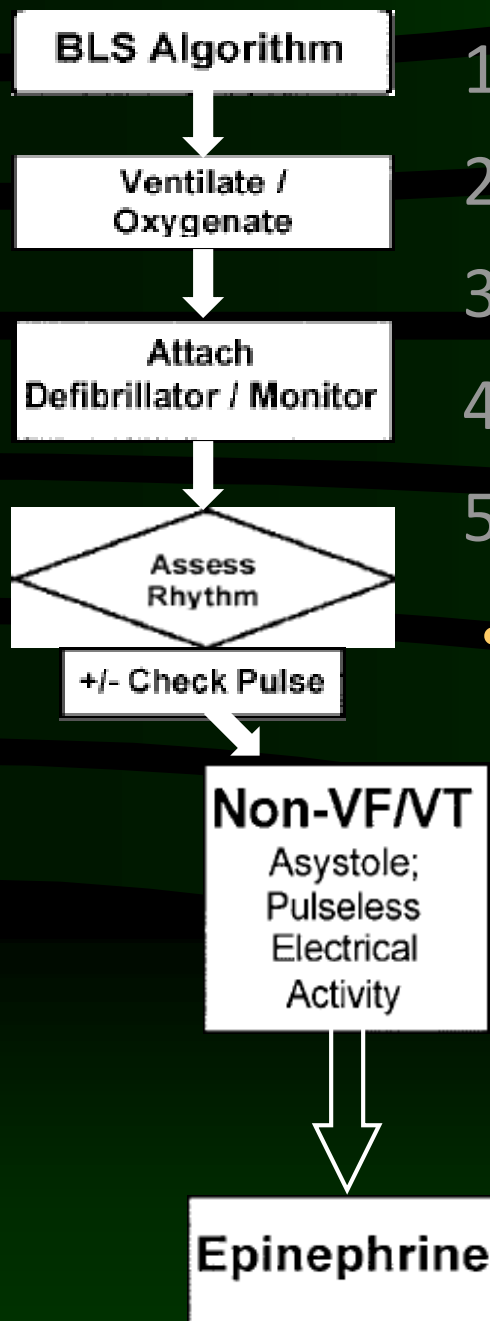 BLS Algorithm
Ventilate /
Oxygenate
Attach
Defibrillator / Monitor
Assess
Rhythm
+/- Check Pulse
Non-VF/VT
Asystole;
Pulseless
Electrical
Activity
Epinephrine
1
2
3
4
5
•